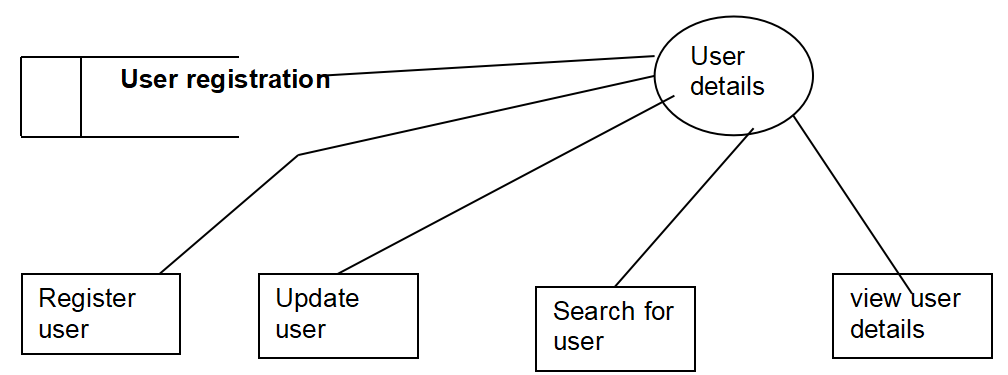 User registration
User
details
Register
user
Update
user
Search for
user
view user
details